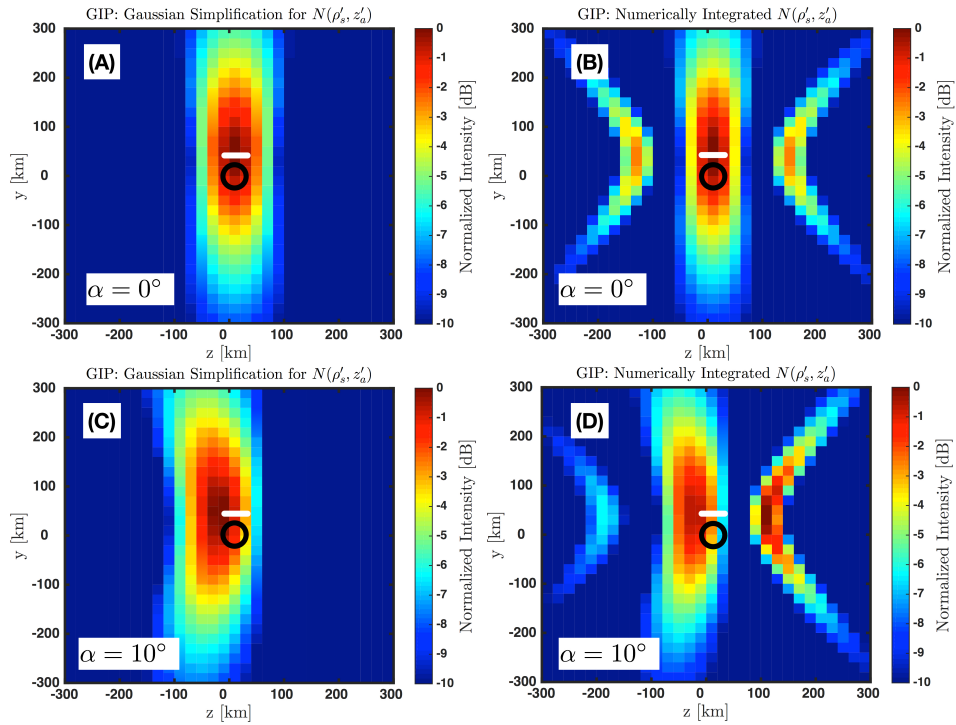 GIP: Gaussian Simplification for N(ρ′ₛ, z′ₐ)
(A)
α = 0°
300
200
100
0
-100
-200
-300
y [km]
-300 -200 -100 0 100 200 300
z [km]
0
-1
-2
-3
-4
-5
-6
-7
-8
-9
-10
Normalized Intensity [dB]
GIP: Numerically Integrated N(ρ′ₛ, z′ₐ)
(B)
α = 0°
300
200
100
0
-100
-200
-300
y [km]
-300 -200 -100 0 100 200 300
z [km]
0
-1
-2
-3
-4
-5
-6
-7
-8
-9
-10
Normalized Intensity [dB]
GIP: Gaussian Simplification for N(ρ′ₛ, z′ₐ)
(C)
α = 10°
300
200
100
0
-100
-200
-300
y [km]
-300 -200 -100 0 100 200 300
z [km]
0
-1
-2
-3
-4
-5
-6
-7
-8
-9
-10
Normalized Intensity [dB]
GIP: Numerically Integrated N(ρ′ₛ, z′ₐ)
(D)
α = 10°
300
200
100
0
-100
-200
-300
y [km]
-300 -200 -100 0 100 200 300
z [km]
0
-1
-2
-3
-4
-5
-6
-7
-8
-9
-10
Normalized Intensity [dB]